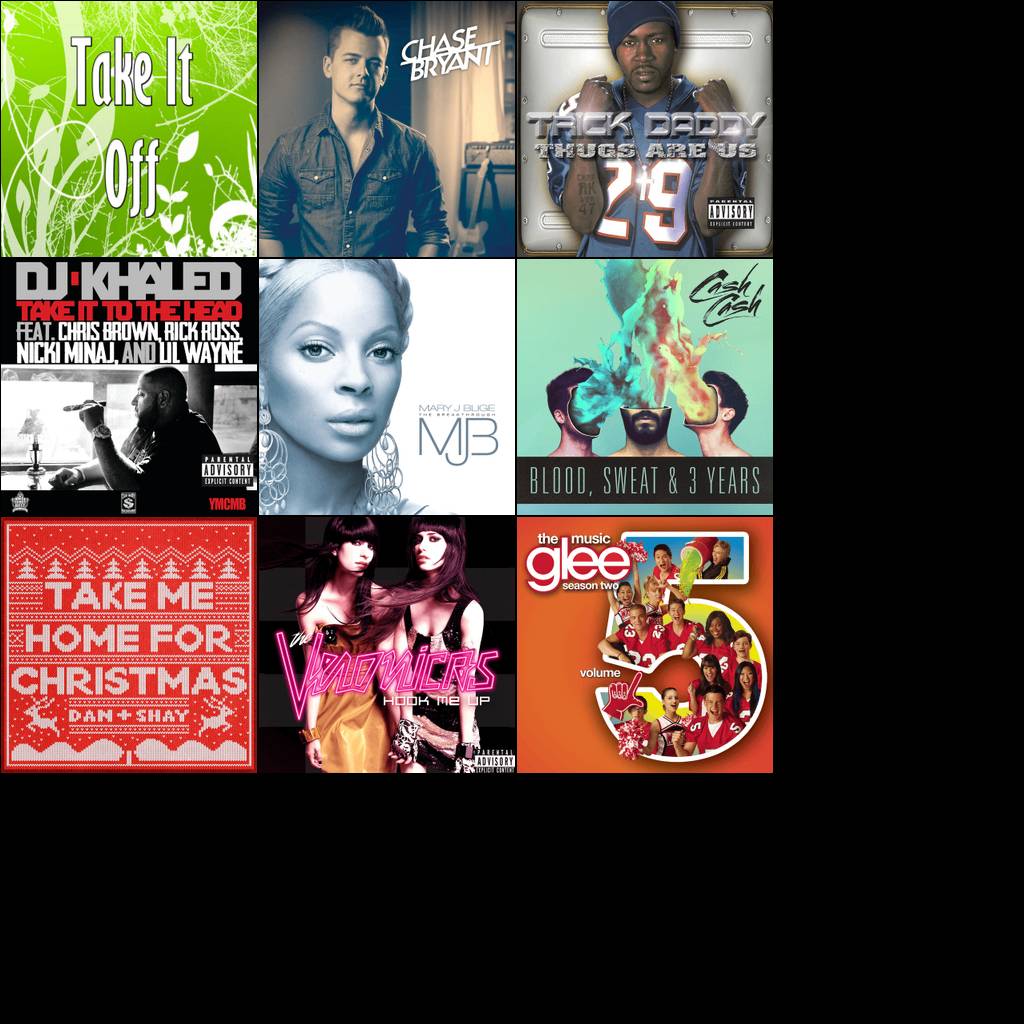 Take It
Off
CHASE
BRYANT
TRICK DADDY
THUGS ARE US
29
PARENTAL
ADVISORY
EXPLICIT CONTENT
DJ KHALED
TAKE IT TO THE HEAD
FEAT. CHRIS BROWN, RICK ROSS,
NICKI MINAJ, AND LIL WAYNE
PARENTAL
ADVISORY
EXPLICIT CONTENT
YMCMB
MARY J BLIGE
THE BREAKTHROUGH
MJB
Cash
Cash
BLOOD, SWEAT & 3 YEARS
TAKE ME
HOME FOR
CHRISTMAS
DAN + SHAY
the
Veronicas
HOOK ME UP
PARENTAL
ADVISORY
EXPLICIT CONTENT
the music
glee
season two
volume
5